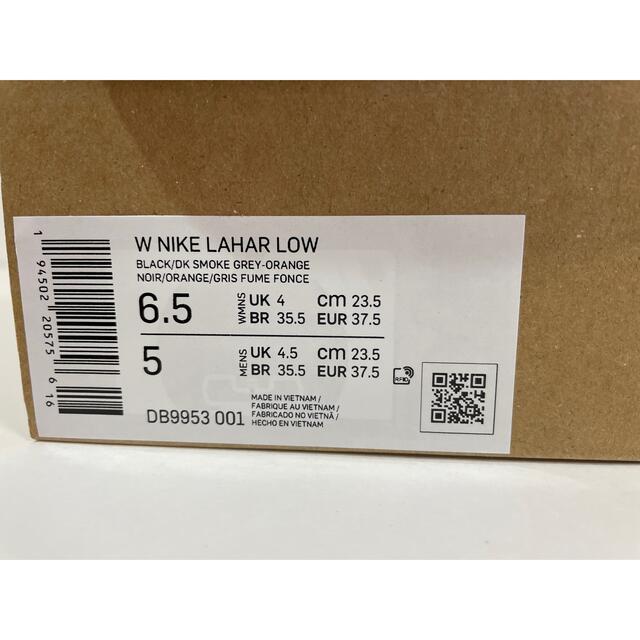 W NIKE LAHAR LOW
BLACK/DK SMOKE GREY-ORANGE
NOIR/ORANGE/GRIS FUME FONCE
6.5 WMNS UK 4 cm 23.5
BR 35.5 EUR 37.5
5 MENS UK 4.5 cm 23.5
BR 35.5 EUR 37.5
RFID
DB9953 001
MADE IN VIETNAM/
FABRIQUE AU VIETNAM/
FABRICADO NO VIETNÃ/
HECHO EN VIETNAM
1 94502 20575 6 16